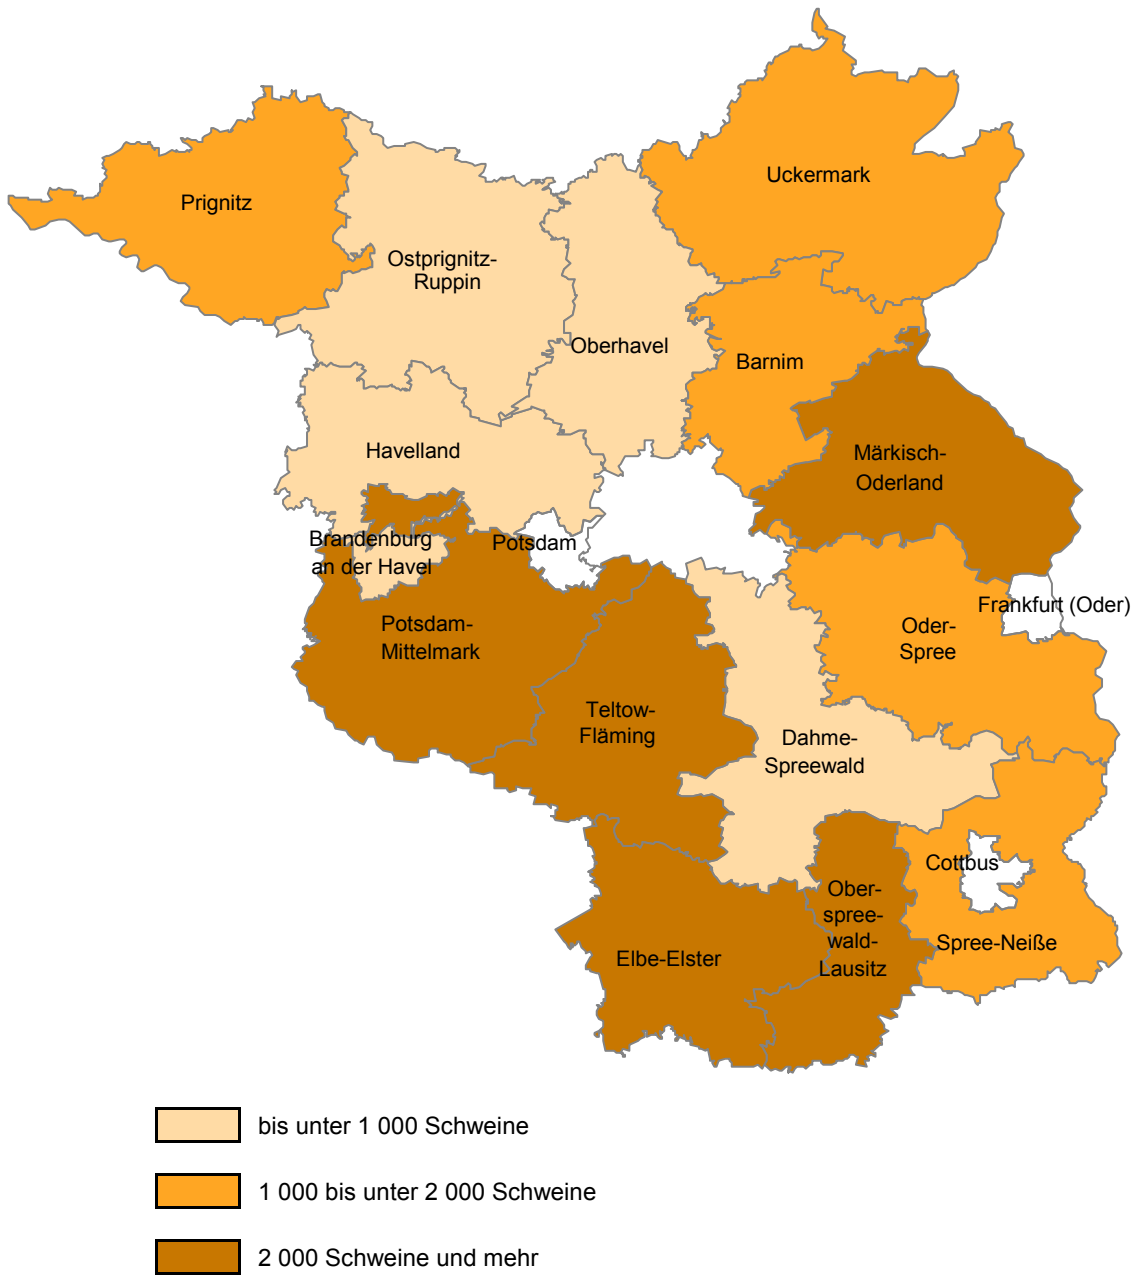 Uckermark
Prignitz
Ostprignitz-
Ruppin
Oberhavel
Barnim
Havelland
Märkisch-
Oderland
Brandenburg
an der Havel
Potsdam
Frankfurt (Oder)
Potsdam-
Mittelmark
Oder-
Spree
Teltow-
Fläming
Dahme-
Spreewald
Cottbus
Ober-
spree-
wald-
Lausitz
Spree-Neiße
Elbe-Elster
bis unter 1 000 Schweine
1 000 bis unter 2 000 Schweine
2 000 Schweine und mehr